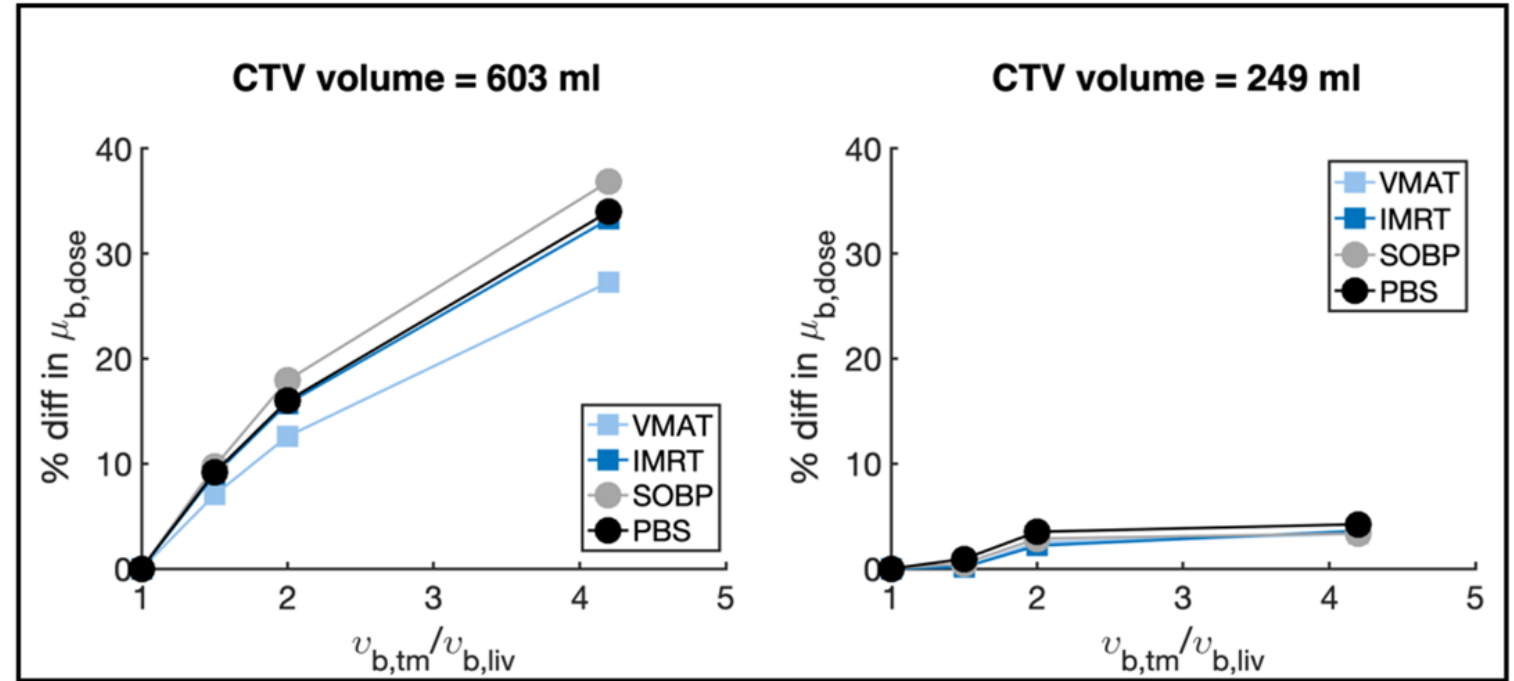 CTV volume = 603 ml
% diff in μb,dose
40
30
20
10
0
1 2 3 4 5
υb,tm/υb,liv
VMAT
IMRT
SOBP
PBS
CTV volume = 249 ml
% diff in μb,dose
40
30
20
10
0
1 2 3 4 5
υb,tm/υb,liv
VMAT
IMRT
SOBP
PBS